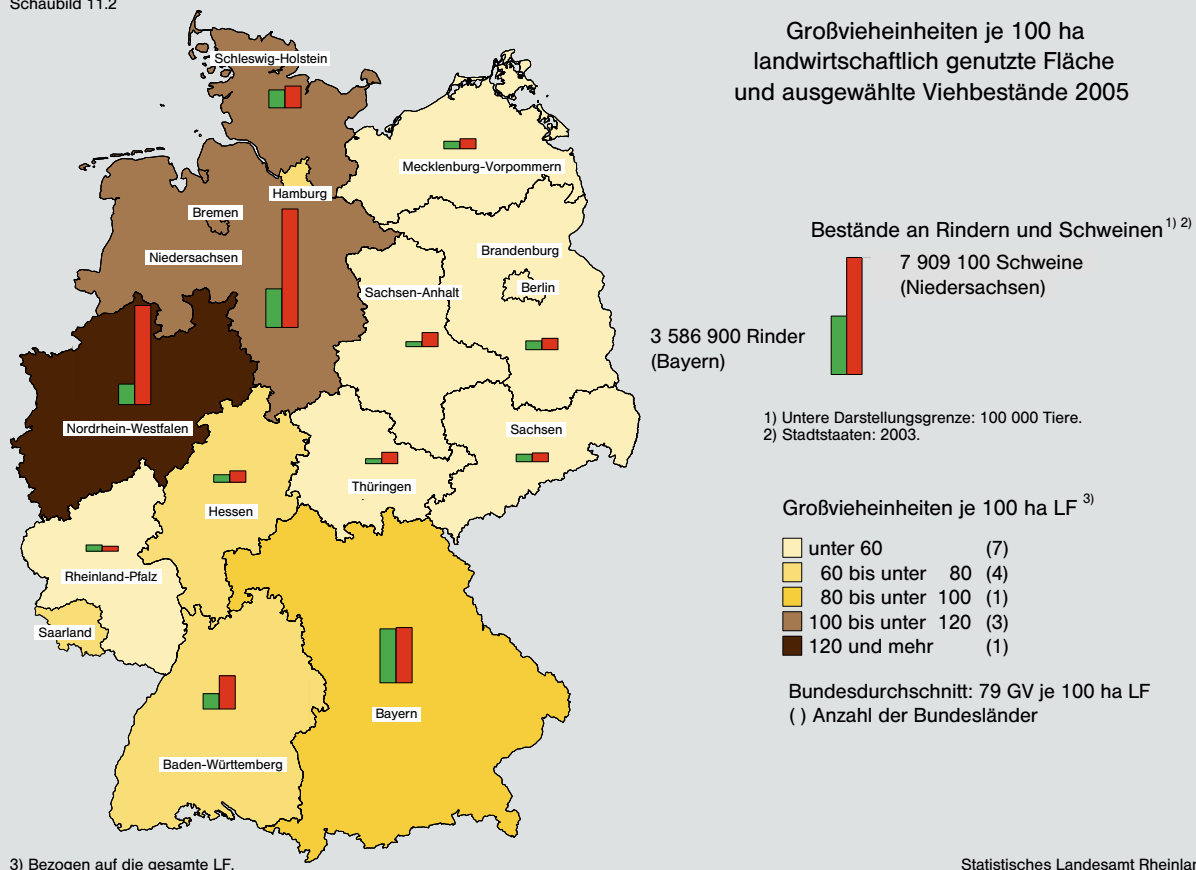 Schaubild 11.2
Großvieheinheiten je 100 ha
landwirtschaftlich genutzte Fläche
und ausgewählte Viehbestände 2005
Schleswig-Holstein
Mecklenburg-Vorpommern
Hamburg
Bremen
Niedersachsen
Brandenburg
Berlin
Sachsen-Anhalt
Nordrhein-Westfalen
Sachsen
Thüringen
Hessen
Rheinland-Pfalz
Saarland
Bayern
Baden-Württemberg
Bestände an Rindern und Schweinen 1) 2)
7 909 100 Schweine
(Niedersachsen)
3 586 900 Rinder
(Bayern)
1) Untere Darstellungsgrenze: 100 000 Tiere.
2) Stadtstaaten: 2003.
Großvieheinheiten je 100 ha LF 3)
unter 60 (7)
60 bis unter 80 (4)
80 bis unter 100 (1)
100 bis unter 120 (3)
120 und mehr (1)
Bundesdurchschnitt: 79 GV je 100 ha LF
( ) Anzahl der Bundesländer
3) Bezogen auf die gesamte LF.
Statistisches Landesamt